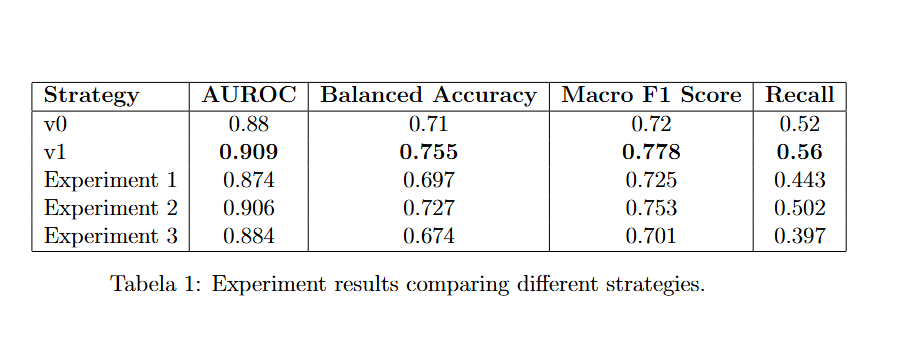 Strategy AUROC Balanced Accuracy Macro F1 Score Recall
v0 0.88 0.71 0.72 0.52
v1 0.909 0.755 0.778 0.56
Experiment 1 0.874 0.697 0.725 0.443
Experiment 2 0.906 0.727 0.753 0.502
Experiment 3 0.884 0.674 0.701 0.397
Tabela 1: Experiment results comparing different strategies.